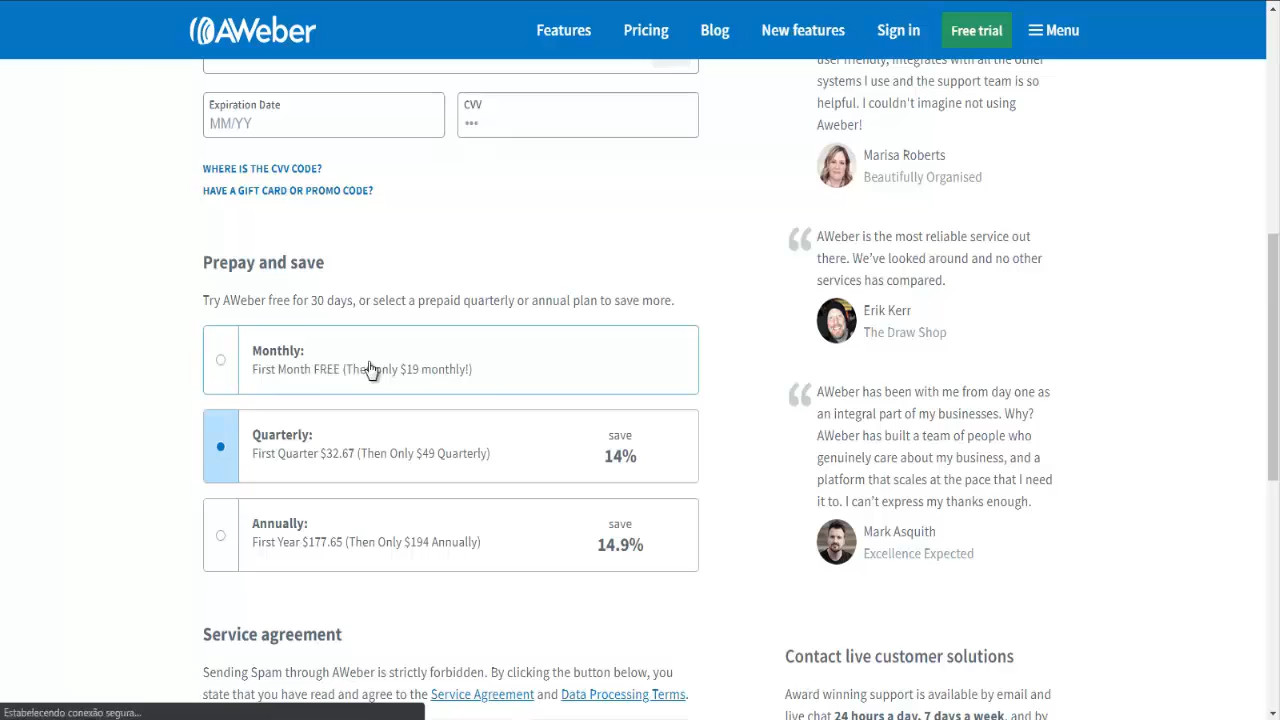 AWeber
Features
Pricing
Blog
New features
Sign in
Free trial
Menu
Expiration Date
MM/YY
CVV
•••
WHERE IS THE CVV CODE?
HAVE A GIFT CARD OR PROMO CODE?
Prepay and save
Try AWeber free for 30 days, or select a prepaid quarterly or annual plan to save more.
Monthly:
First Month FREE (Then only $19 monthly!)
Quarterly:
First Quarter $32.67 (Then Only $49 Quarterly)
save
14%
Annually:
First Year $177.65 (Then Only $194 Annually)
save
14.9%
Service agreement
Sending Spam through AWeber is strictly forbidden. By clicking the button below, you
state that you have read and agree to the Service Agreement and Data Processing Terms.
user friendly, integrates with all the other
systems I use and the support team is so
helpful. I couldn't imagine not using
Aweber!
Marisa Roberts
Beautifully Organised
AWeber is the most reliable service out
there. We've looked around and no other
services has compared.
Erik Kerr
The Draw Shop
AWeber has been with me from day one as
an integral part of my businesses. Why?
AWeber has built a team of people who
genuinely care about my business, and a
platform that scales at the pace that I need
it to. I can't express my thanks enough.
Mark Asquith
Excellence Expected
Contact live customer solutions
Award winning support is available by email and
live chat 24 hours a day, 7 days a week, and by
Estabelecendo conexão segura...